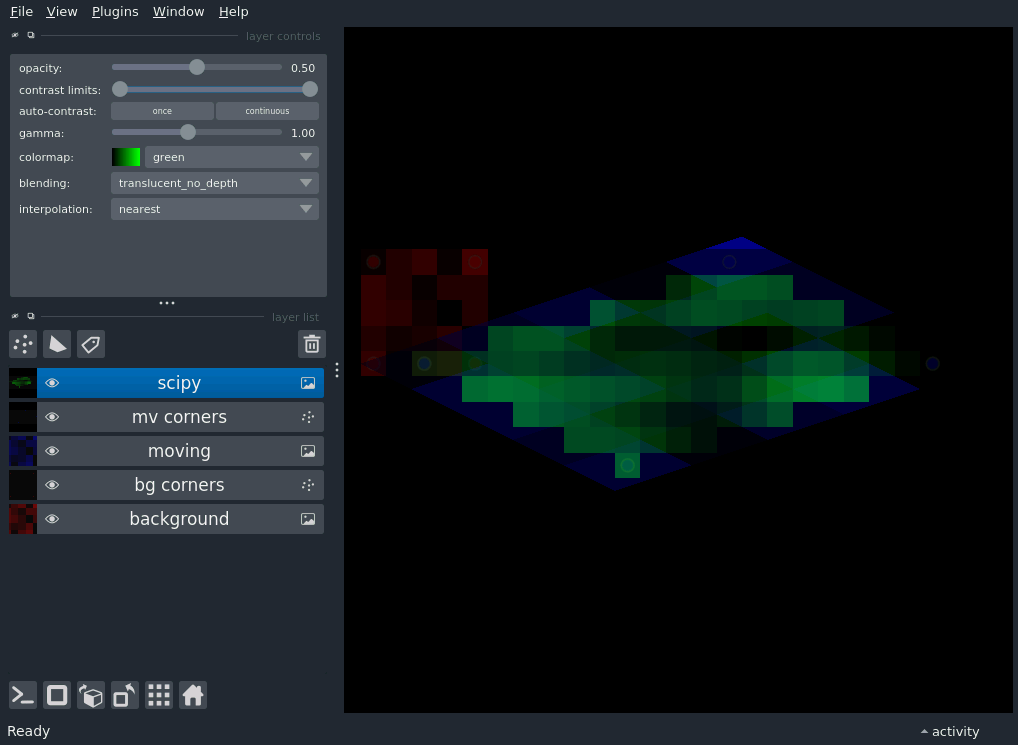 File View Plugins Window Help
layer controls
opacity: 0.50
contrast limits:
auto-contrast: once continuous
gamma: 1.00
colormap: green
blending: translucent_no_depth
interpolation: nearest
layer list
scipy
mv corners
moving
bg corners
background
Ready
activity